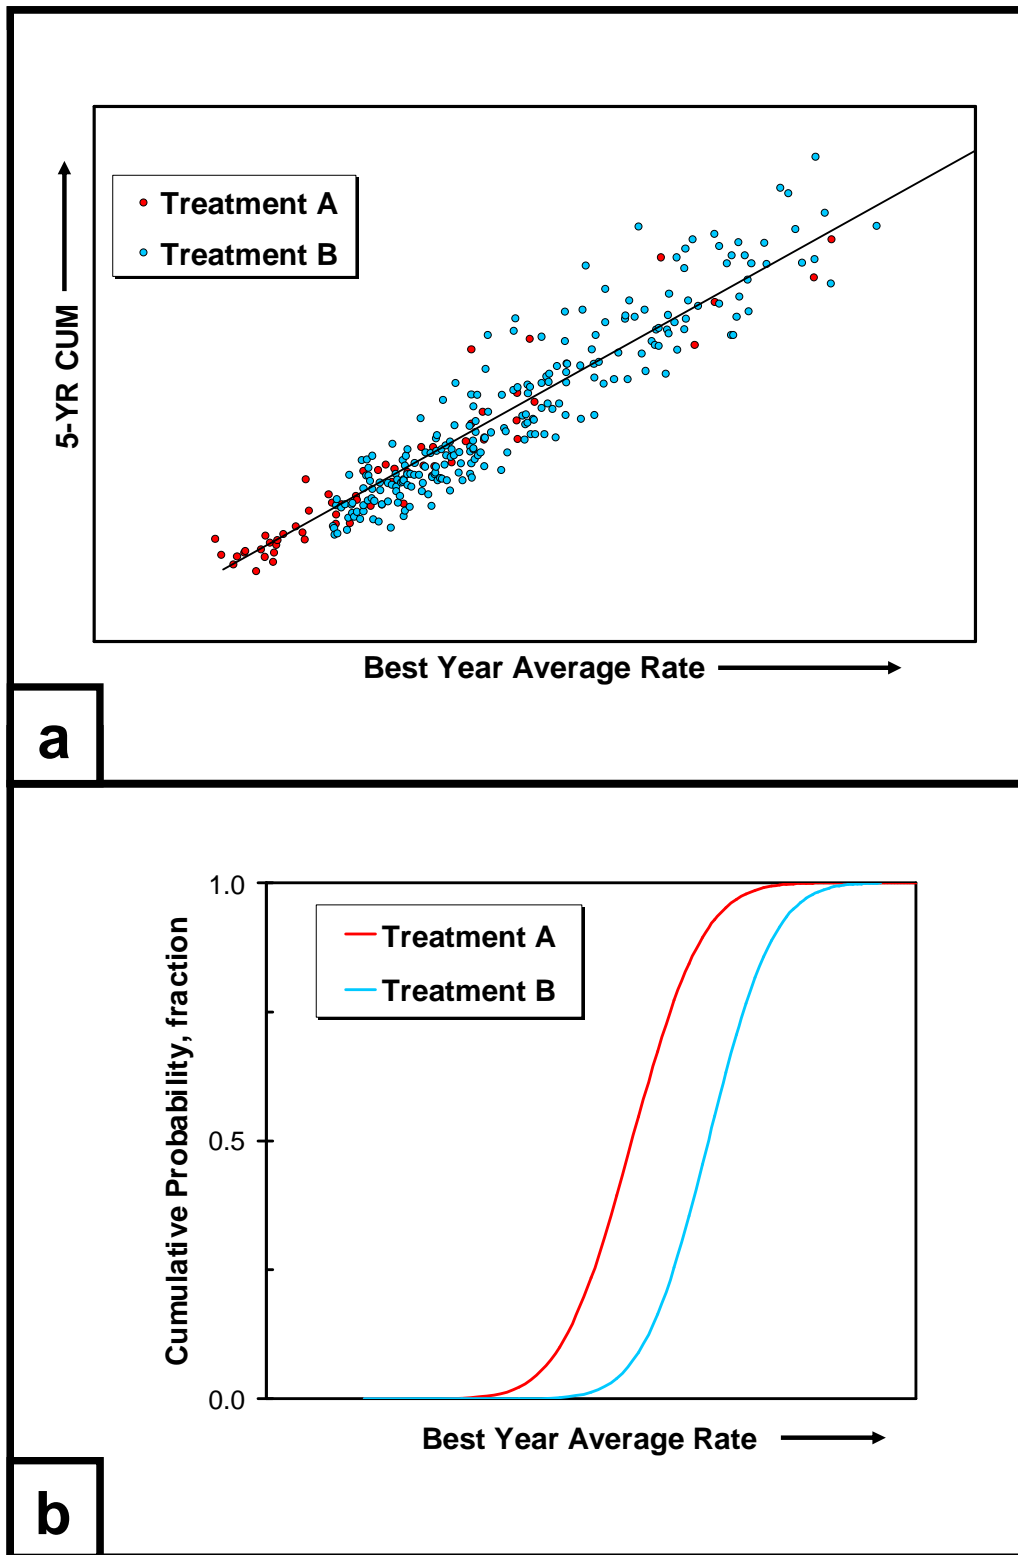 Treatment A
Treatment B
5-YR CUM
Best Year Average Rate
a
1.0
Treatment A
Treatment B
0.5
Cumulative Probability, fraction
0.0
Best Year Average Rate
b